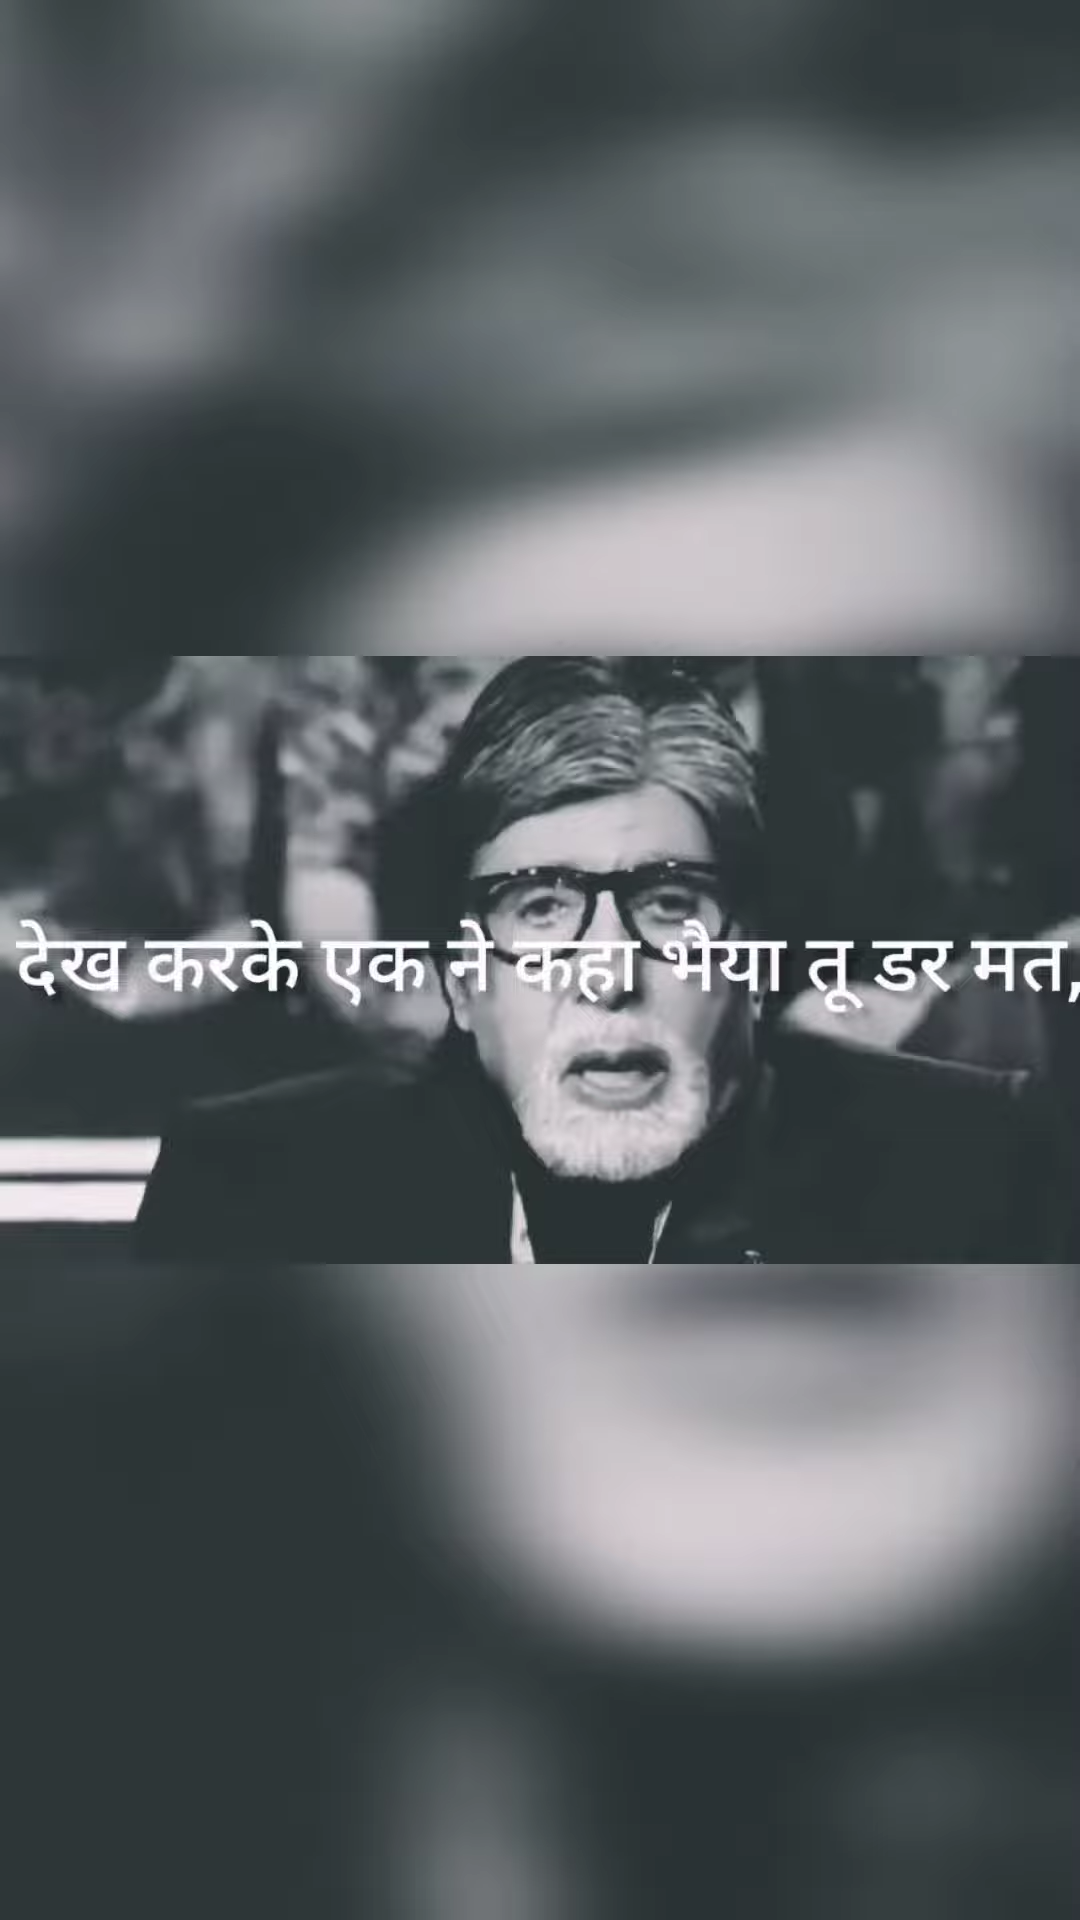 देख करके एक ने कहा भैया तू डर मत,